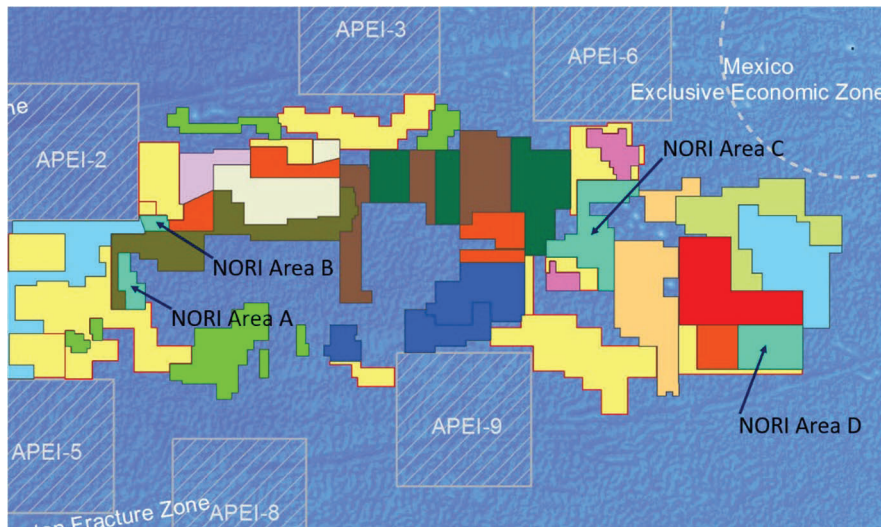 APEI-3
APEI-6
Mexico
Exclusive Economic Zone
ne
APEI-2
NORI Area C
NORI Area B
NORI Area A
NORI Area D
APEI-9
APEI-5
APEI-8
Fracture Zone